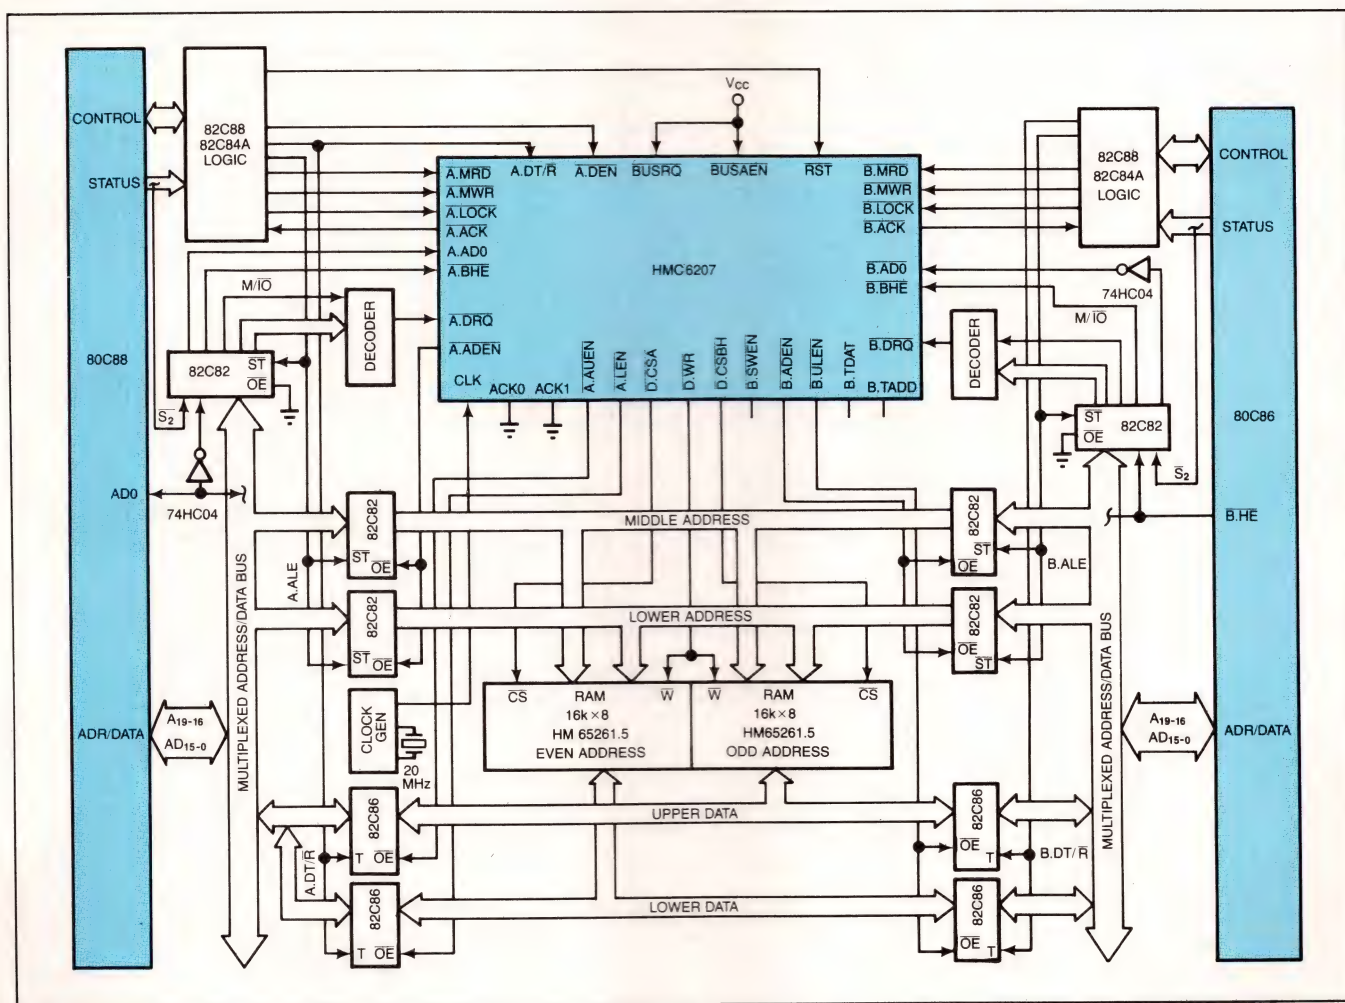 CONTROL
STATUS
80C88
AD0
ADR/DATA
82C88
82C84A
LOGIC
VCC
A.MRD
A.MWR
A.LOCK
A.ACK
A.AD0
A.BHE
A.DRQ
A.ADEN
A.DT/R
A.DEN
BUSRQ
BUSAEN
RST
B.MRD
B.MWR
B.LOCK
B.ACK
B.AD0
B.BHE
B.DRQ
HMC6207
CLK
ACK0
ACK1
A.AUEN
A.LEN
D.CSA
D.WR
D.CSBH
B.SWEN
B.ADEN
B.ULEN
B.TDAT
B.TADD
M/IO
DECODER
82C82
ST
OE
S2
74HC04
82C88
82C84A
LOGIC
CONTROL
STATUS
74HC04
M/IO
DECODER
ST
OE
82C82
S2
80C86
B.HE
ADR/DATA
MULTIPLEXED ADDRESS/DATA BUS
A19-16
AD15-0
A.ALE
82C82
ST
OE
MIDDLE ADDRESS
82C82
ST
OE
B.ALE
82C82
ST
OE
LOWER ADDRESS
82C82
OE
ST
CLOCK
GEN
20
MHz
CS
RAM
W
16k×8
HM 65261.5
EVEN ADDRESS
W
RAM
CS
16k×8
HM65261.5
ODD ADDRESS
MULTIPLEXED ADDRESS/DATA BUS
A19-16
AD15-0
A.DT/R
82C86
T
OE
UPPER DATA
82C86
OE
T
B.DT/R
82C86
T
OE
LOWER DATA
82C86
OE
T